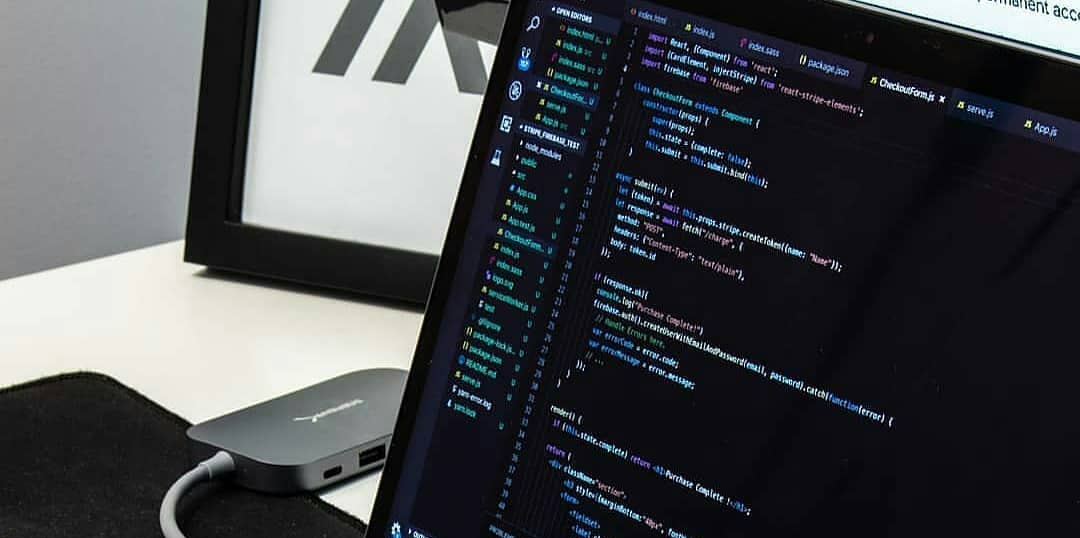 manent acce
OPEN EDITORS
index.html
index.js src U
index.sass U
package.json U
CheckoutFor... U
serve.js U
App.js src U
STRIPE_FIREBASE_TEST
node_modules
public
src
App.css U
App.js U
App.test.js U
CheckoutForm... U
index.js U
index.sass U
logo.svg U
serviceWorker.js U
test U
.gitignore
package-lock.js... U
package.json U
README.md U
serve.js U
yarn-error.log
yarn.lock U
index.html
index.js
index.sass
package.json
CheckoutForm.js x
serve.js
App.js
import React, {Component} from 'react';
import {CardElement, injectStripe} from 'react-stripe-elements';
import firebase from 'firebase'
class CheckoutForm extends Component {
constructor(props) {
super(props);
this.state = {complete: false};
this.submit = this.submit.bind(this);
}
async submit(ev) {
let {token} = await this.props.stripe.createToken({name: "Name"});
let response = await fetch("/charge", {
method: "POST",
headers: {"Content-Type": "text/plain"},
body: token.id
});
if (response.ok){
console.log("Purchase Complete!")
firebase.auth().createUserWithEmailAndPassword(email, password).catch(function(error) {
// Handle Errors here.
var errorCode = error.code;
var errorMessage = error.message;
// ...
});
}
}
render() {
if (this.state.complete) return <h1>Purchase Complete !</h1>;
return (
<div className="section",
<h3 style={{marginBottom:"40px",
<form>
<fieldset>
<label